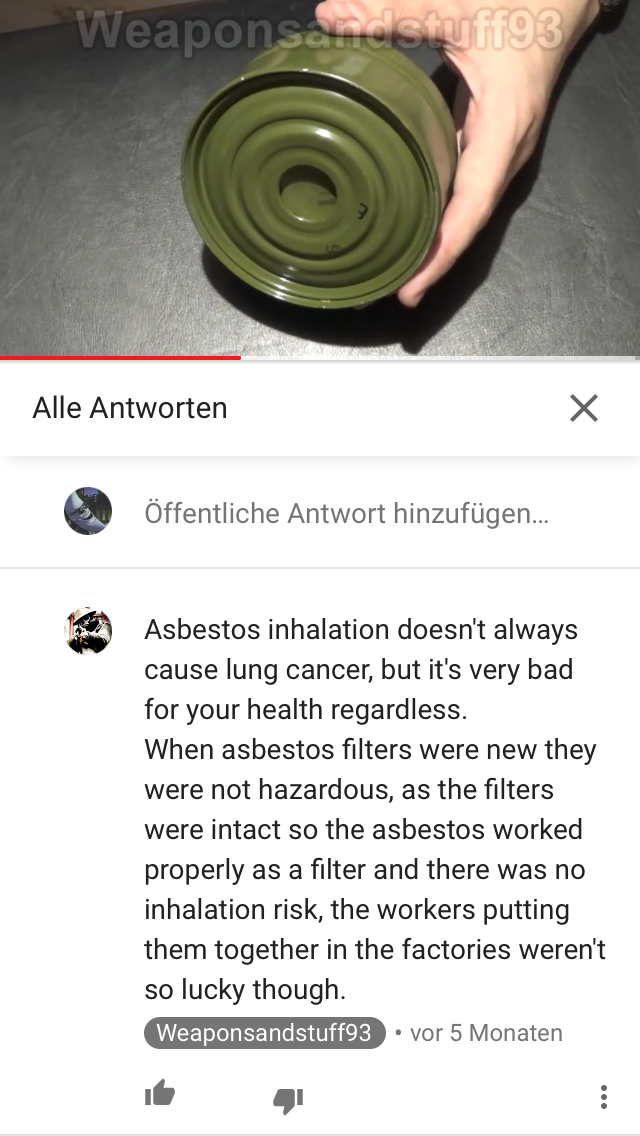 Weaponsandstuff93
Alle Antworten
Öffentliche Antwort hinzufügen...
Asbestos inhalation doesn't always
cause lung cancer, but it's very bad
for your health regardless.
When asbestos filters were new they
were not hazardous, as the filters
were intact so the asbestos worked
properly as a filter and there was no
inhalation risk, the workers putting
them together in the factories weren't
so lucky though.
Weaponsandstuff93 • vor 5 Monaten